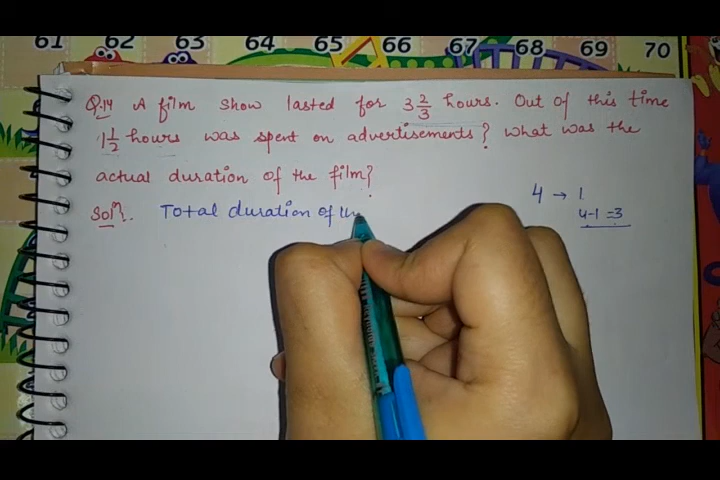 61 62 63 64 65 66 67 68 69 70
Q.14 A film show lasted for 3 2/3 hours. Out of this time
1 1/2 hours was spent on advertisements? What was the
actual duration of the film?
Solⁿ. Total duration of the
4 → 1
4-1 =3